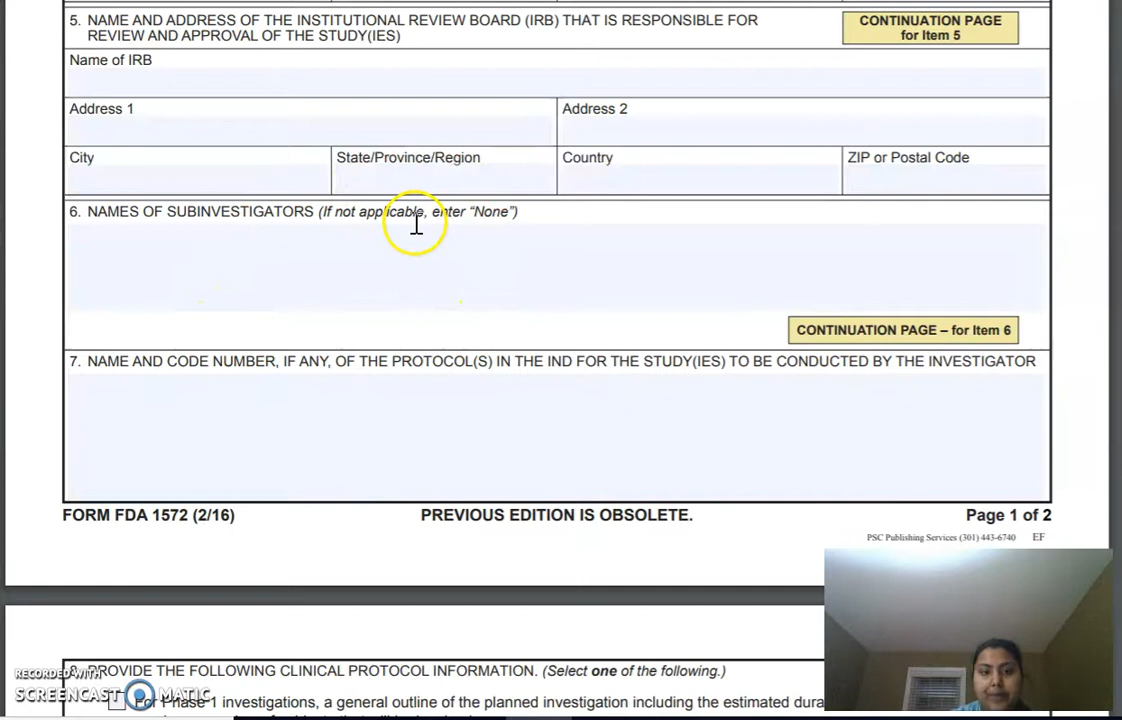 5. NAME AND ADDRESS OF THE INSTITUTIONAL REVIEW BOARD (IRB) THAT IS RESPONSIBLE FOR
REVIEW AND APPROVAL OF THE STUDY(IES)
CONTINUATION PAGE
for Item 5
Name of IRB
Address 1
Address 2
City
State/Province/Region
Country
ZIP or Postal Code
6. NAMES OF SUBINVESTIGATORS (If not applicable, enter “None”)
CONTINUATION PAGE – for Item 6
7. NAME AND CODE NUMBER, IF ANY, OF THE PROTOCOL(S) IN THE IND FOR THE STUDY(IES) TO BE CONDUCTED BY THE INVESTIGATOR
FORM FDA 1572 (2/16)
PREVIOUS EDITION IS OBSOLETE.
Page 1 of 2
PSC Publishing Services (301) 443-6740 EF
8. PROVIDE THE FOLLOWING CLINICAL PROTOCOL INFORMATION. (Select one of the following.)
For Phase 1 investigations, a general outline of the planned investigation including the estimated dura
RECORDED WITH
SCREENCAST MATIC